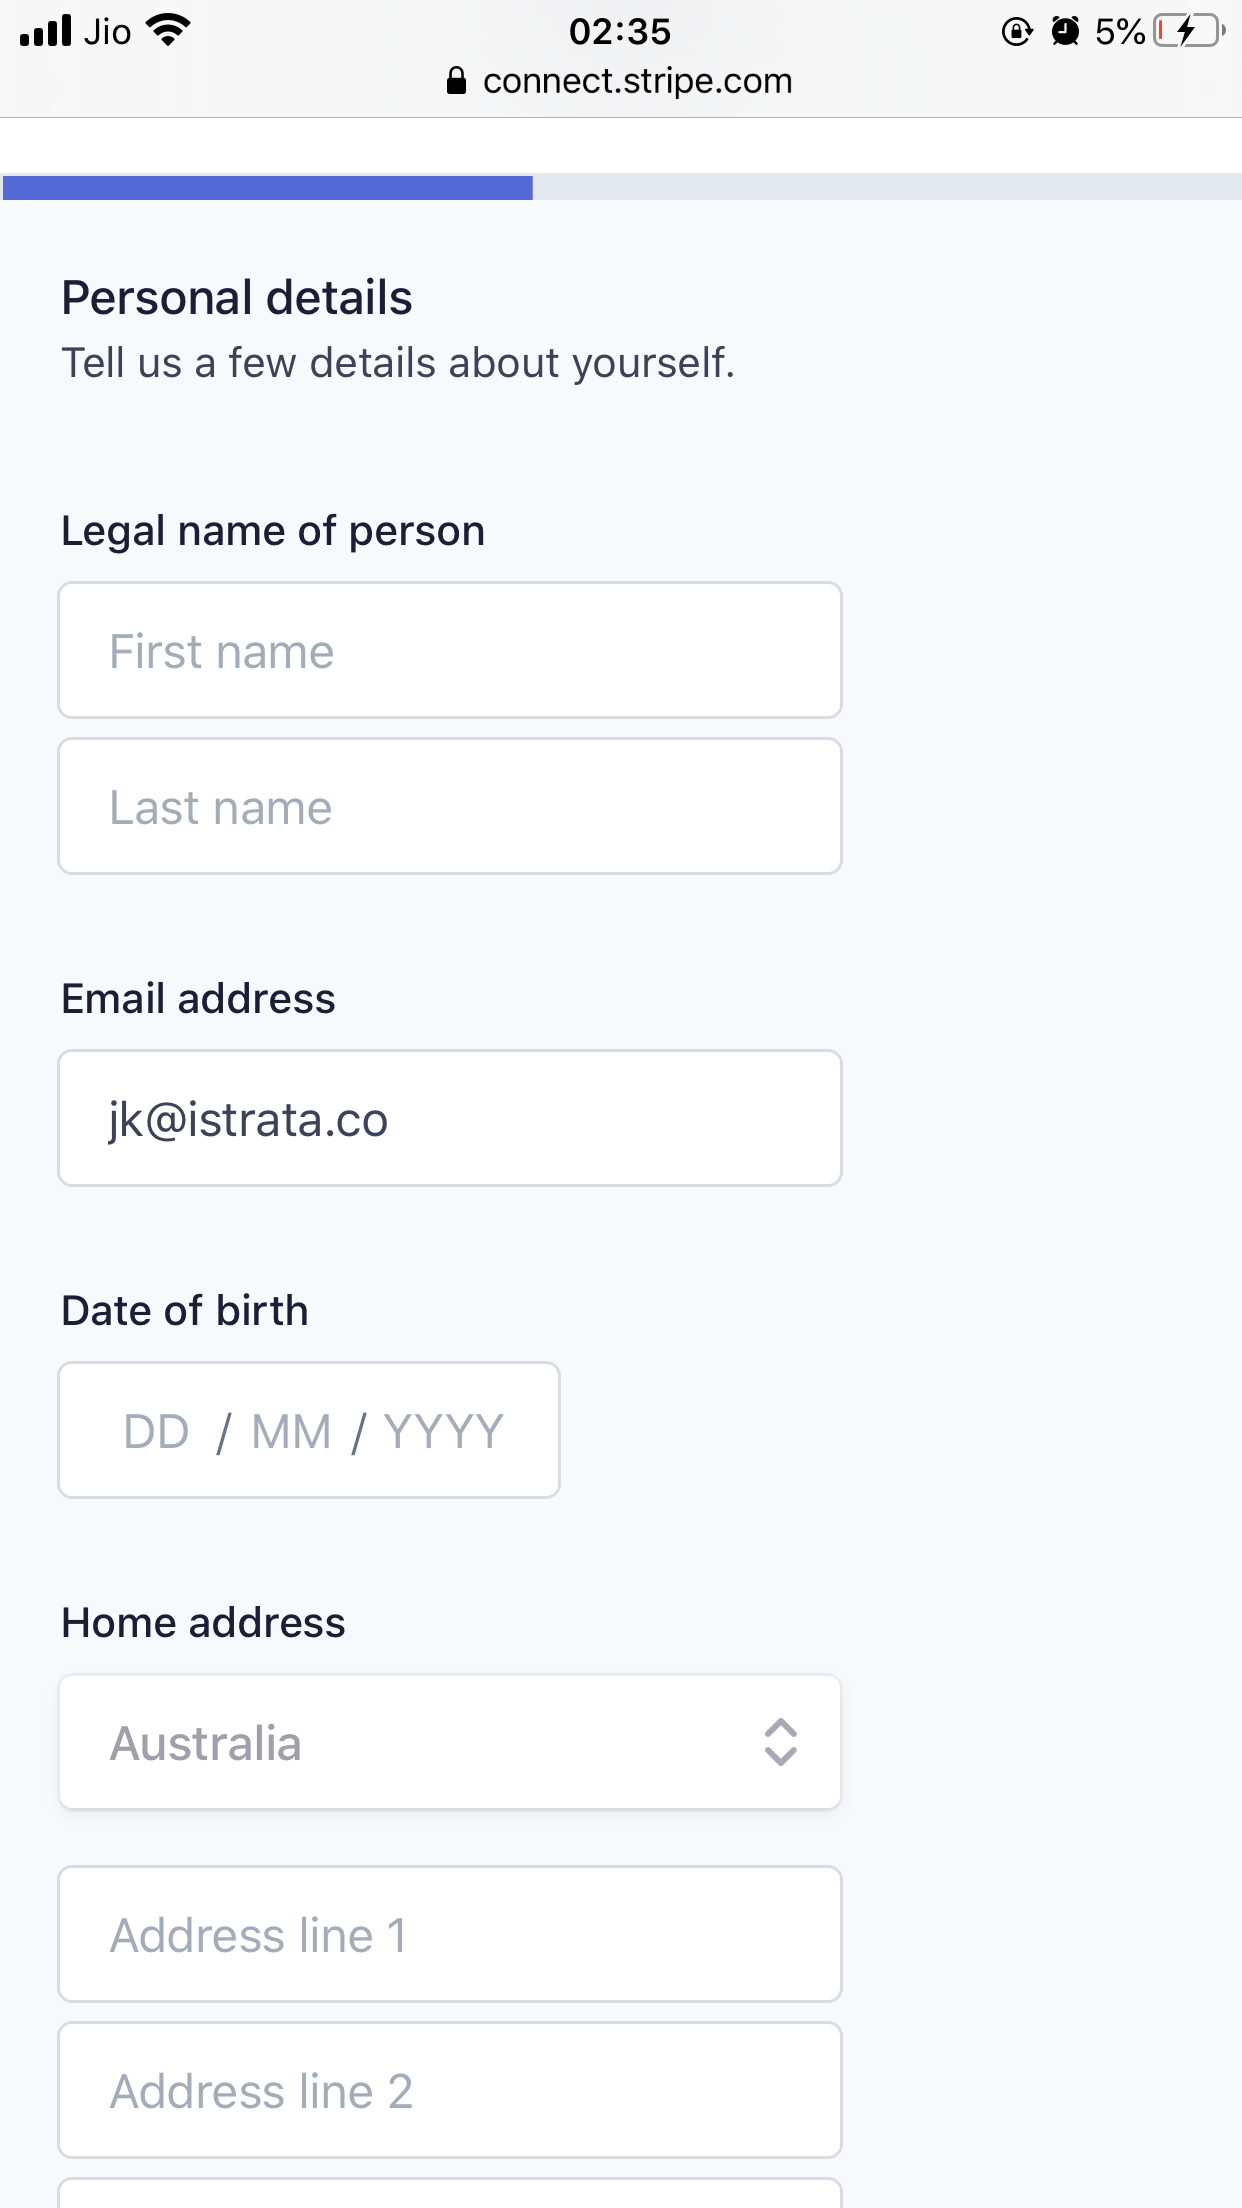 Jio 02:35 5%
connect.stripe.com
Personal details
Tell us a few details about yourself.
Legal name of person
First name
Last name
Email address
jk@istrata.co
Date of birth
DD / MM / YYYY
Home address
Australia
Address line 1
Address line 2